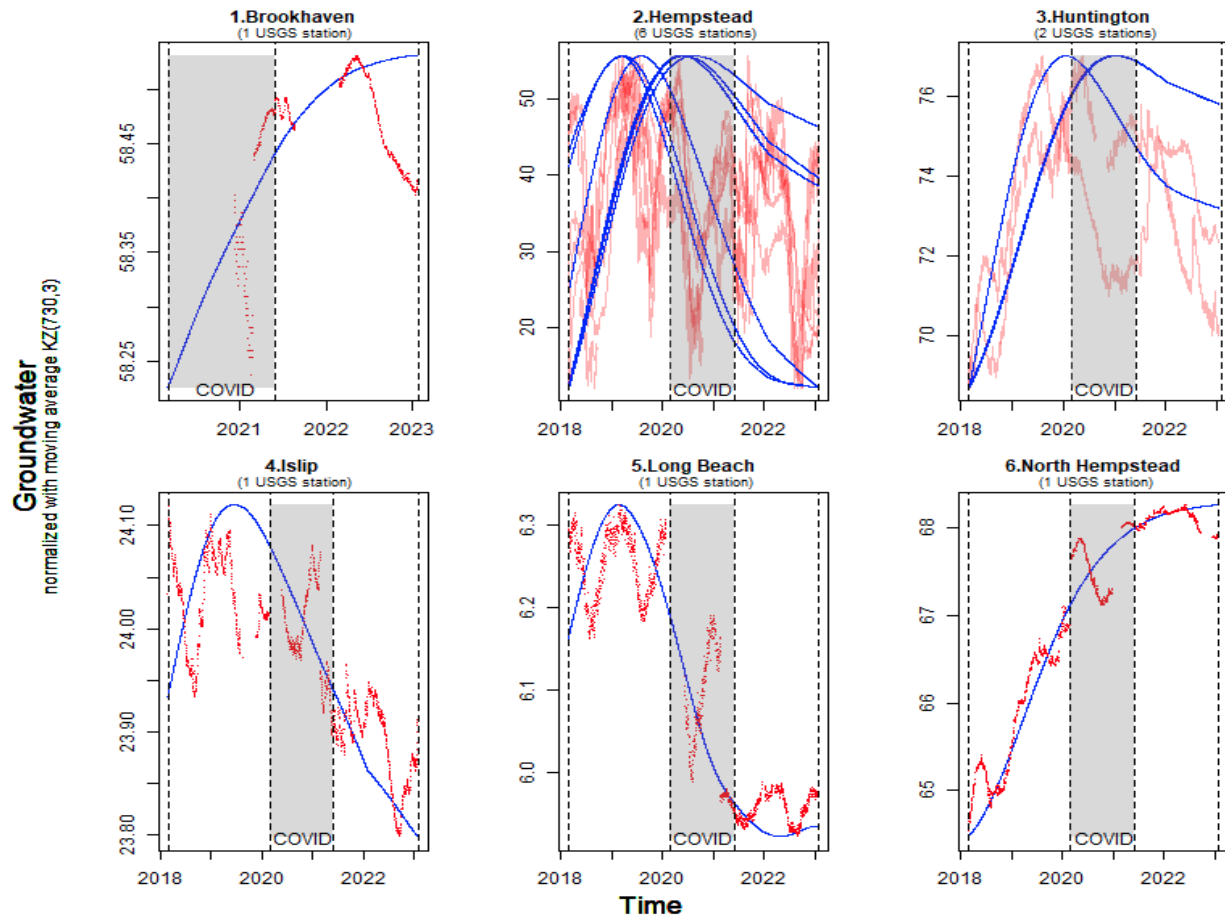 1.Brookhaven
(1 USGS station)
58.25 58.35 58.45
COVID
2021 2022 2023
2.Hempstead
(6 USGS stations)
20 30 40 50
COVID
2018 2020 2022
3.Huntington
(2 USGS stations)
70 72 74 76
COVID
2018 2020 2022
Groundwater
normalized with moving average KZ(730,3)
4.Islip
(1 USGS station)
23.80 23.90 24.00 24.10
COVID
2018 2020 2022
5.Long Beach
(1 USGS station)
6.0 6.1 6.2 6.3
COVID
2018 2020 2022
6.North Hempstead
(1 USGS station)
65 66 67 68
COVID
2018 2020 2022
Time